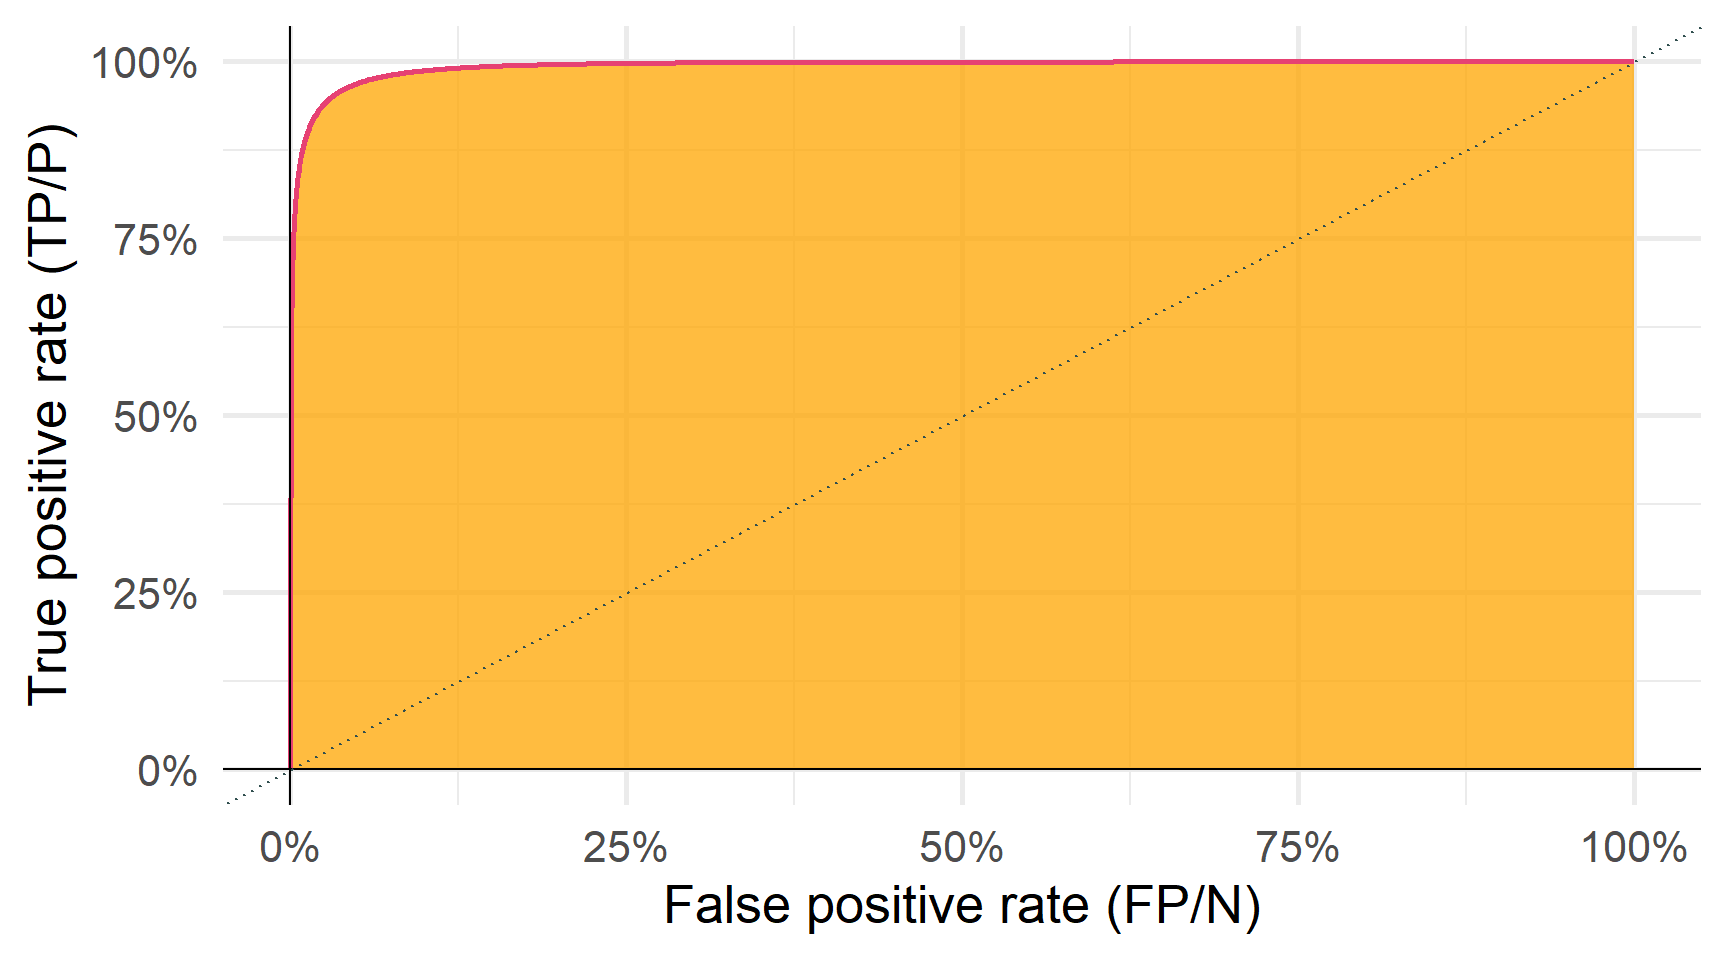 True positive rate (TP/P)
100%
75%
50%
25%
0%
0% 25% 50% 75% 100%
False positive rate (FP/N)